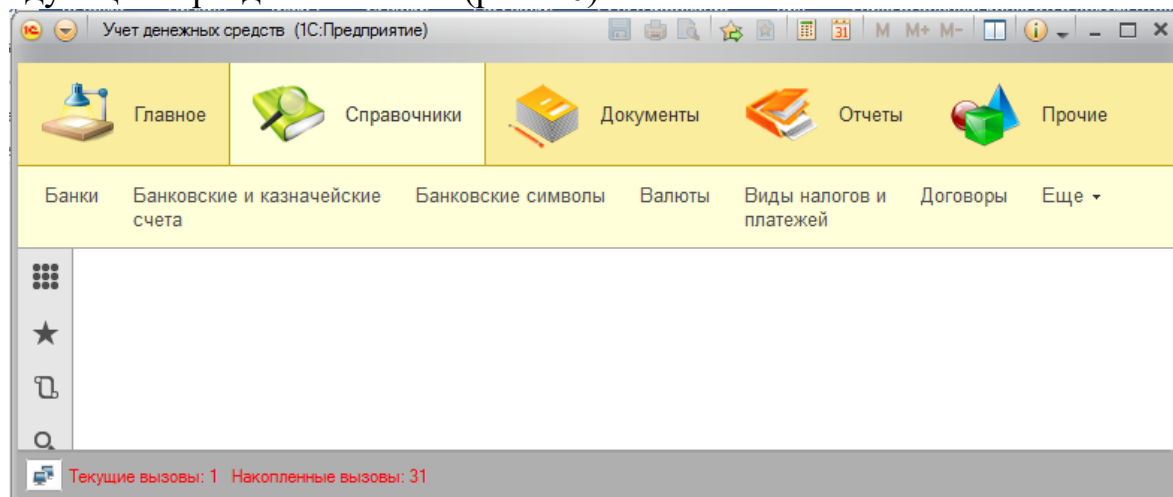 Учет денежных средств (1С:Предприятие)
31 M M+ M-
Главное Справочники Документы Отчеты Прочие
Банки Банковские и казначейские Банковские символы Валюты Виды налогов и Договоры Еще
счета платежей
Текущие вызовы: 1 Накопленные вызовы: 31